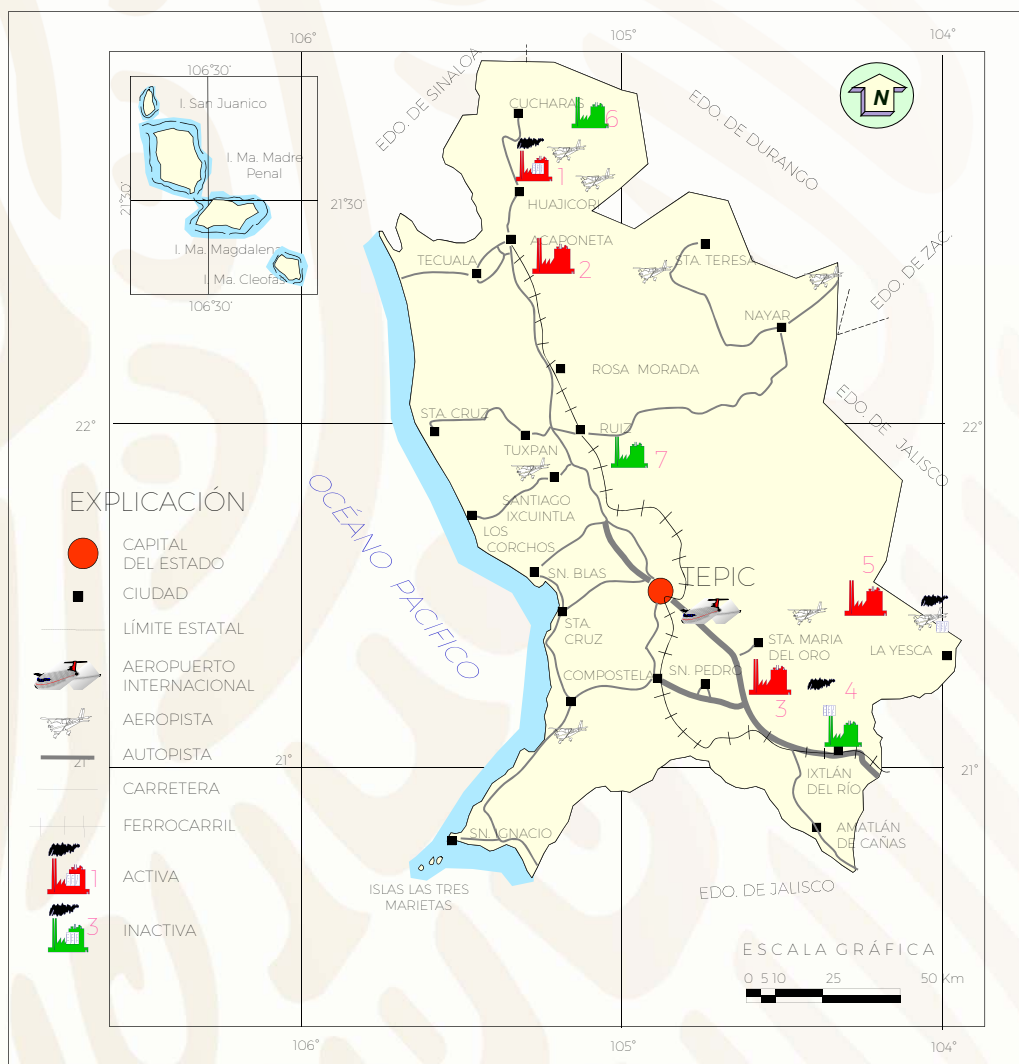 106°
105°
104°
106°30'
I. San Juanico
I. Ma. Madre
Penal
21°30'
21°30'
I. Ma. Magdalena
I. Ma. Cleofas
106°30'
EDO. DE SINALOA
EDO. DE DURANGO
EDO. DE ZAC.
EDO. DE JALISCO
N
CUCHARAS
6
1
HUAJICORI
ACAPONETA
TECUALA
2
STA. TERESA
NAYAR
ROSA MORADA
STA. CRUZ
RUIZ
TUXPAN
7
22°
22°
SANTIAGO
IXCUINTLA
LOS
CORCHOS
SN. BLAS
TEPIC
5
STA.
CRUZ
STA. MARIA
DEL ORO
LA YESCA
COMPOSTELA
SN. PEDRO
3
4
OCÉANO PACIFICO
IXTLÁN
DEL RÍO
21°
21°
SN. IGNACIO
AMATLÁN
DE CAÑAS
ISLAS LAS TRES
MARIETAS
EDO. DE JALISCO
EXPLICACIÓN
CAPITAL
DEL ESTADO
CIUDAD
LÍMITE ESTATAL
AEROPUERTO
INTERNACIONAL
AEROPISTA
AUTOPISTA
21°
CARRETERA
FERROCARRIL
1
ACTIVA
3
INACTIVA
ESCALA GRÁFICA
0 5 10 25 50 Km
106°
105°
104°